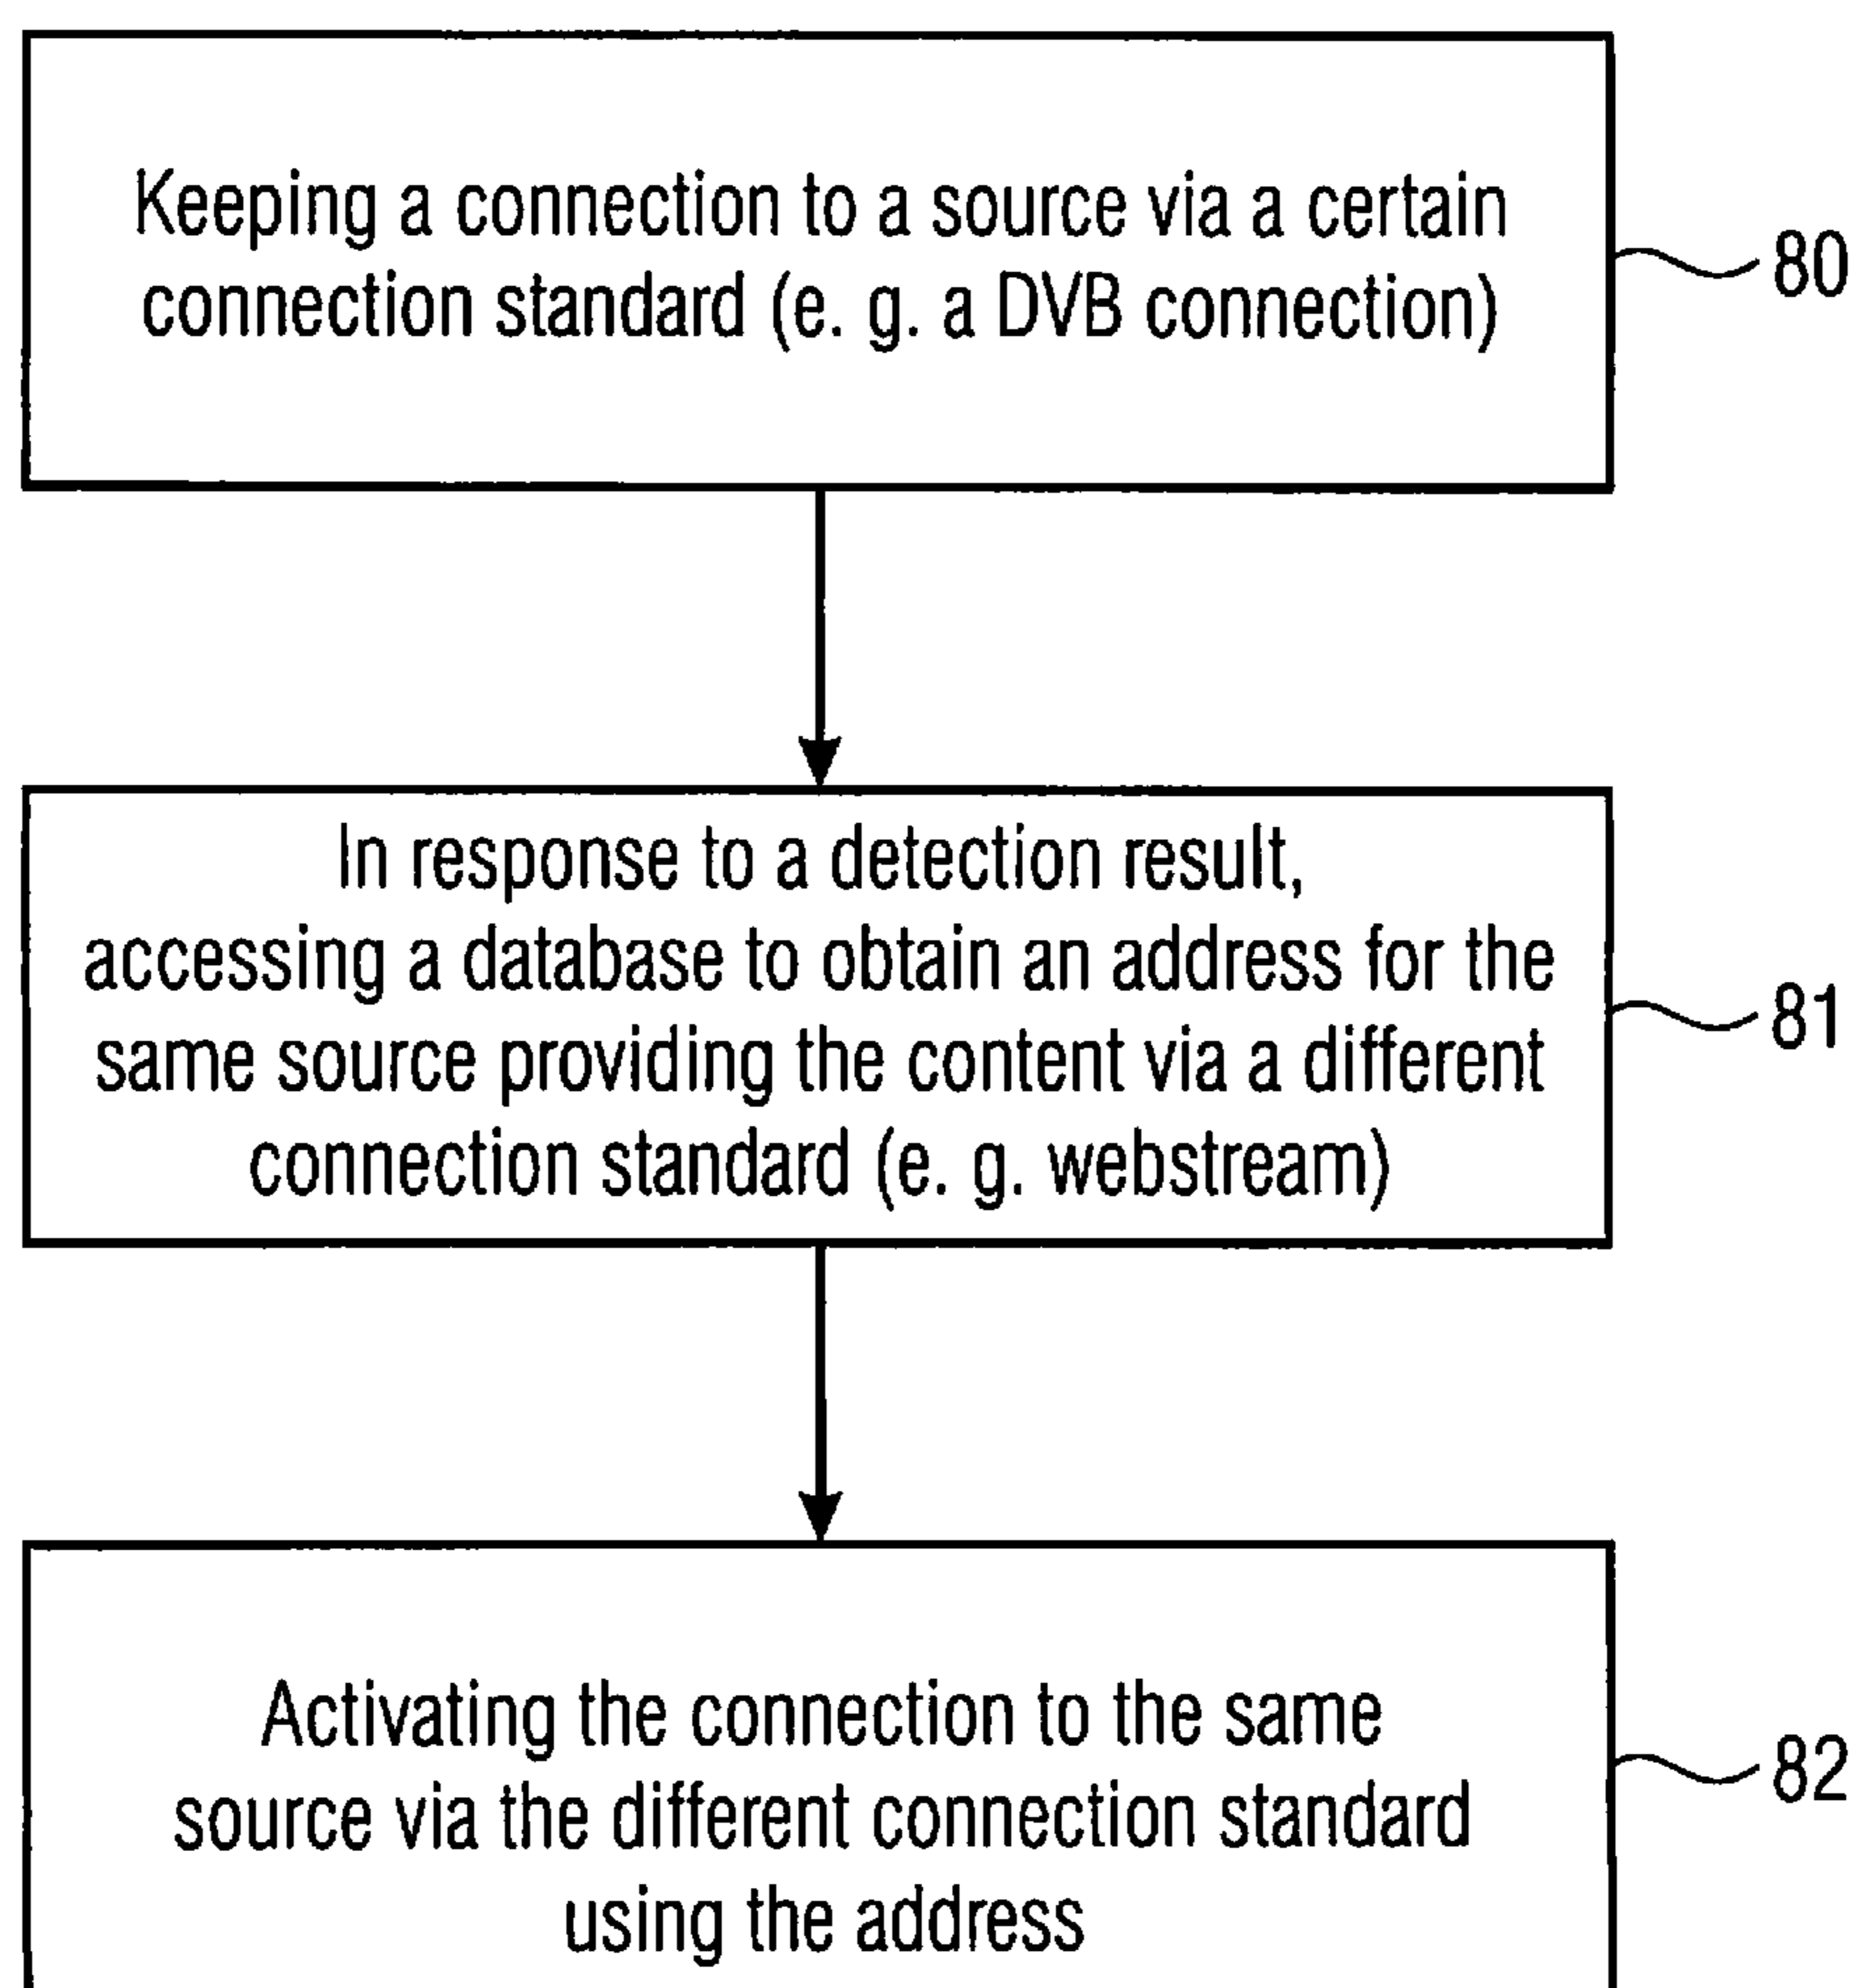 Keeping a connection to a source via a certain
connection standard (e. g. a DVB connection)
80
In response to a detection result,
accessing a database to obtain an address for the
same source providing the content via a different
connection standard (e. g. webstream)
81
Activating the connection to the same
source via the different connection standard
using the address
82